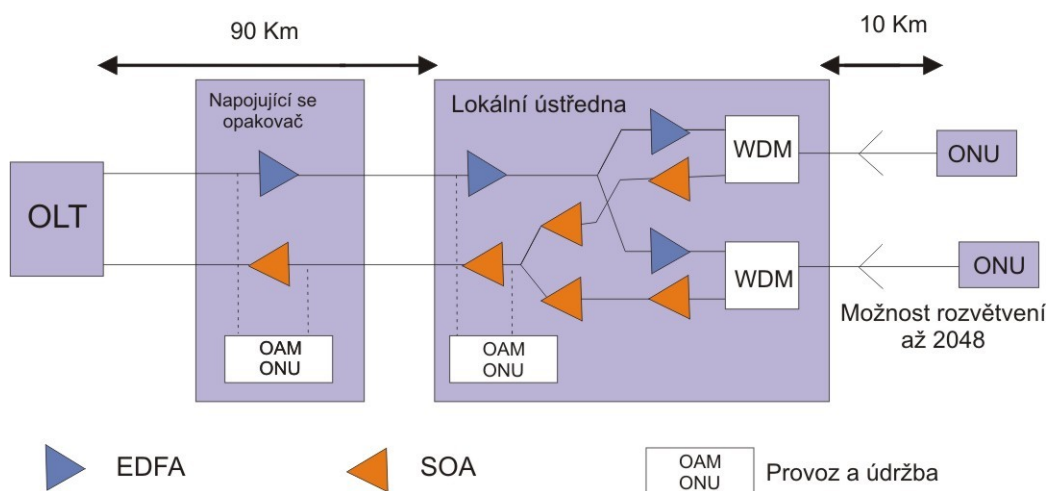 90 Km
10 Km
Napojující se
opakovač
Lokální ústředna
OLT
WDM
ONU
WDM
ONU
OAM
ONU
OAM
ONU
Možnost rozvětvení
až 2048
EDFA
SOA
OAM
ONU
Provoz a údržba